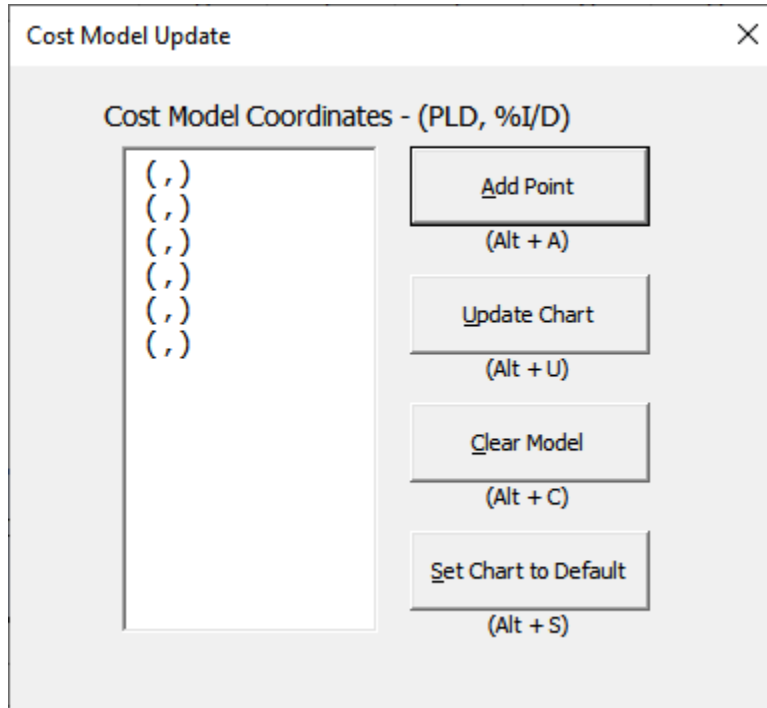 Cost Model Update
Cost Model Coordinates - (PLD, %I/D)
(,)
(,)
(,)
(,)
(,)
(,)
Add Point
(Alt + A)
Update Chart
(Alt + U)
Clear Model
(Alt + C)
Set Chart to Default
(Alt + S)